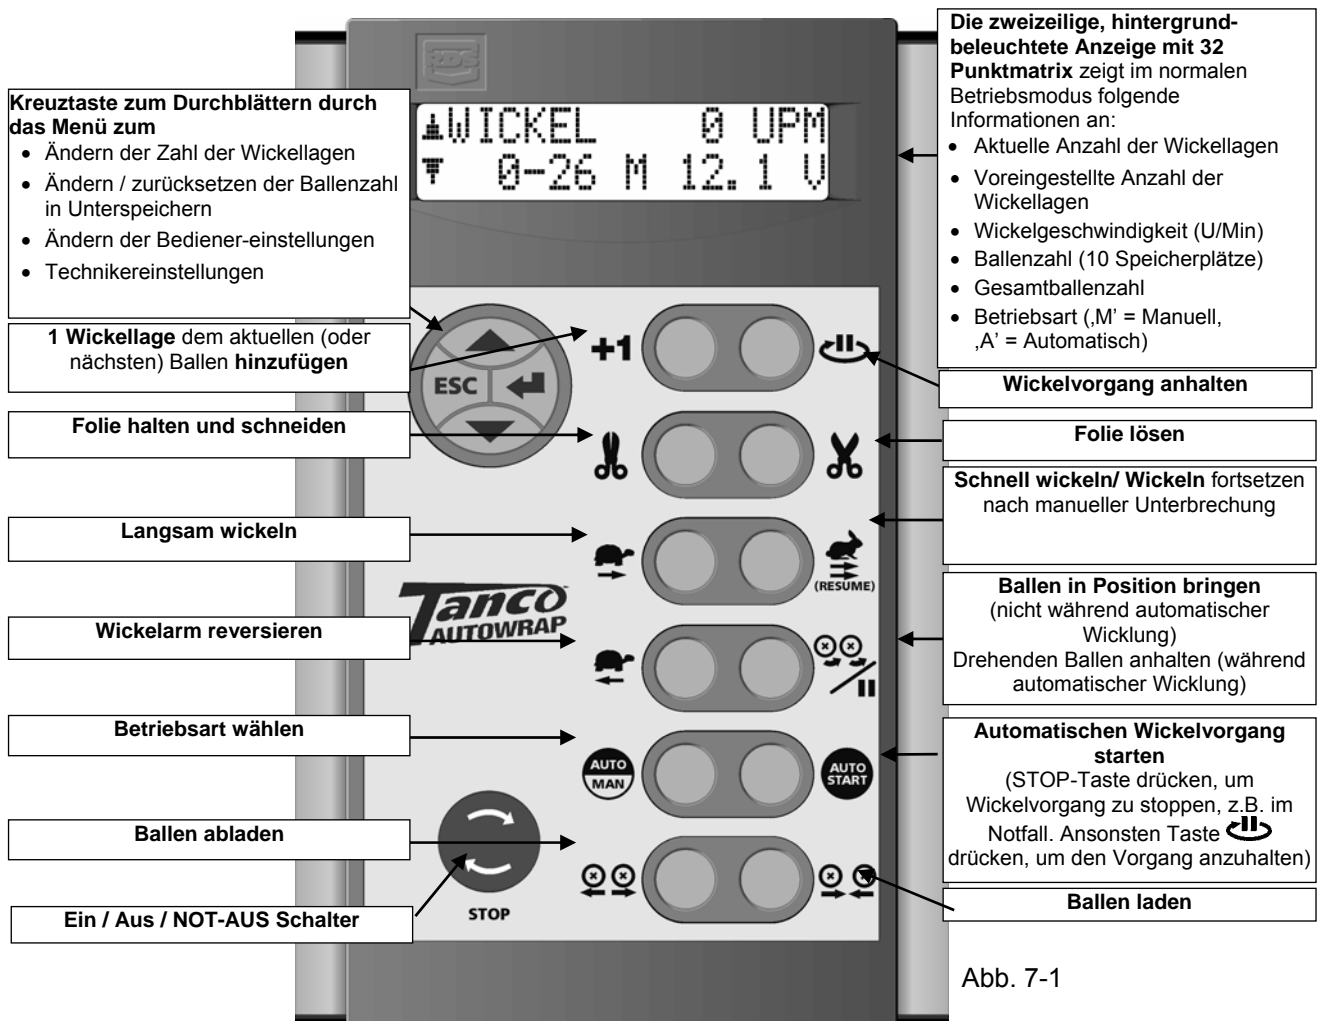 Kreuztaste zum Durchblättern durch
das Menü zum
• Ändern der Zahl der Wickellagen
• Ändern / zurücksetzen der Ballenzahl
in Unterspeichern
• Ändern der Bediener-einstellungen
• Technikereinstellungen
1 Wickellage dem aktuellen (oder
nächsten) Ballen hinzufügen
Folie halten und schneiden
Langsam wickeln
Wickelarm reversieren
Betriebsart wählen
Ballen abladen
Ein / Aus / NOT-AUS Schalter
RDS
WICKEL 0 UPM
0-26 M 12.1 V
ESC
+1
(RESUME)
Tanco
AUTOWRAP
AUTO
MAN
AUTO
START
STOP
Die zweizeilige, hintergrund-
beleuchtete Anzeige mit 32
Punktmatrix zeigt im normalen
Betriebsmodus folgende
Informationen an:
• Aktuelle Anzahl der Wickellagen
• Voreingestellte Anzahl der
Wickellagen
• Wickelgeschwindigkeit (U/Min)
• Ballenzahl (10 Speicherplätze)
• Gesamtballenzahl
• Betriebsart (‚M’ = Manuell,
‚A’ = Automatisch)
Wickelvorgang anhalten
Folie lösen
Schnell wickeln/ Wickeln fortsetzen
nach manueller Unterbrechung
Ballen in Position bringen
(nicht während automatischer
Wicklung)
Drehenden Ballen anhalten (während
automatischer Wicklung)
Automatischen Wickelvorgang
starten
(STOP-Taste drücken, um
Wickelvorgang zu stoppen, z.B. im
Notfall. Ansonsten Taste
drücken, um den Vorgang anzuhalten)
Ballen laden
Abb. 7-1